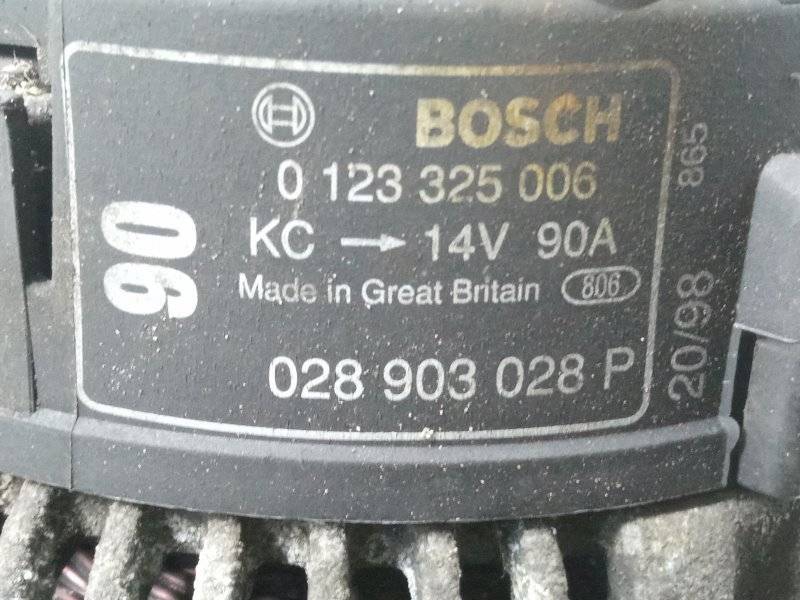 BOSCH
0 123 325 006
KC → 14V 90A
Made in Great Britain 806
028 903 028 P
90
20/98 865